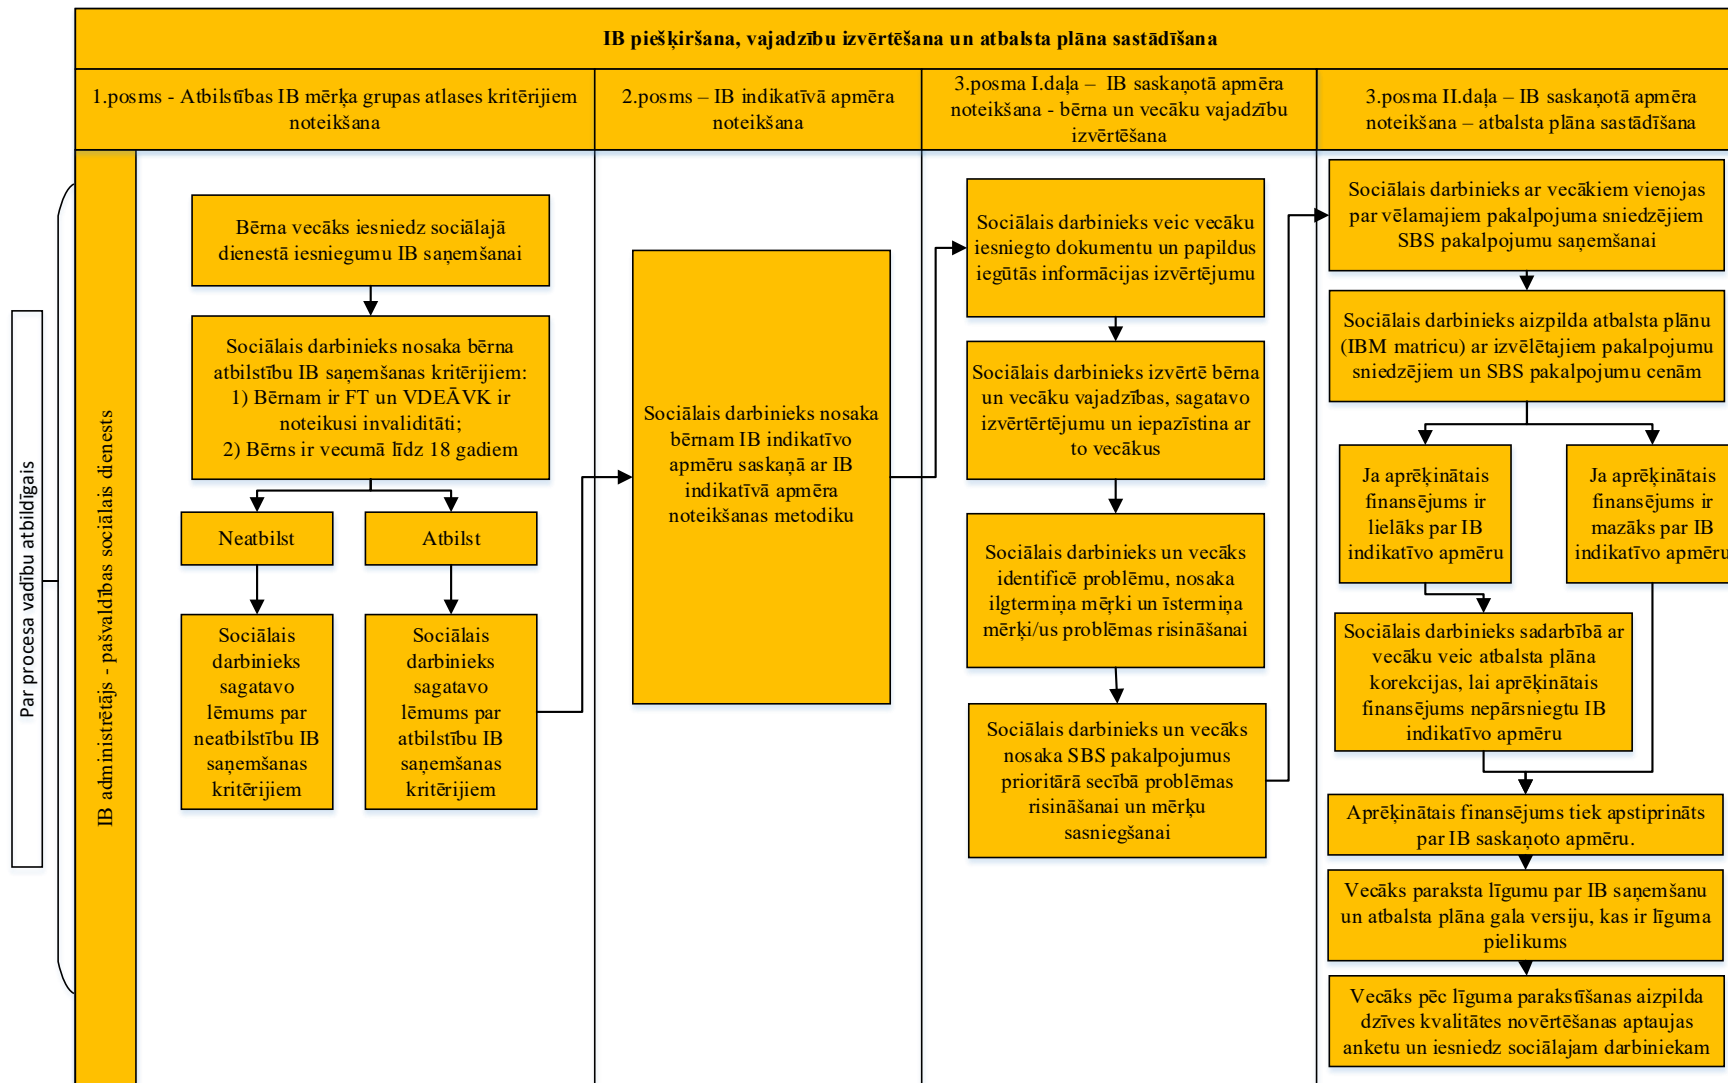 IB piešķiršana, vajadzību izvērtēšana un atbalsta plāna sastādīšana
1.posms - Atbilstības IB mērķa grupas atlases kritērijiem
noteikšana
2.posms – IB indikatīvā apmēra
noteikšana
3.posma I.daļa – IB saskaņotā apmēra
noteikšana - bērna un vecāku vajadzību
izvērtēšana
3.posma II.daļa – IB saskaņotā apmēra
noteikšana – atbalsta plāna sastādīšana
Par procesa vadību atbildīgais
IB administrētājs - pašvaldības sociālais dienests
Bērna vecāks iesniedz sociālajā
dienestā iesniegumu IB saņemšanai
Sociālais darbinieks nosaka bērna
atbilstību IB saņemšanas kritērijiem:
1) Bērnam ir FT un VDEĀVK ir
noteikusi invaliditāti;
2) Bērns ir vecumā līdz 18 gadiem
Neatbilst
Atbilst
Sociālais
darbinieks
sagatavo
lēmums par
neatbilstību IB
saņemšanas
kritērijiem
Sociālais
darbinieks
sagatavo
lēmums par
atbilstību IB
saņemšanas
kritērijiem
Sociālais darbinieks nosaka
bērnam IB indikatīvo
apmēru saskaņā ar IB
indikatīvā apmēra
noteikšanas metodiku
Sociālais darbinieks veic vecāku
iesniegto dokumentu un papildus
iegūtās informācijas izvērtējumu
Sociālais darbinieks izvērtē bērna
un vecāku vajadzības, sagatavo
izvērtērtējumu un iepazīstina ar
to vecākus
Sociālais darbinieks un vecāks
identificē problēmu, nosaka
ilgtermiņa mērķi un īstermiņa
mērķi/us problēmas risināšanai
Sociālais darbinieks un vecāks
nosaka SBS pakalpojumus
prioritārā secībā problēmas
risināšanai un mērķu
sasniegšanai
Sociālais darbinieks ar vecākiem vienojas
par vēlamajiem pakalpojuma sniedzējiem
SBS pakalpojumu saņemšanai
Sociālais darbinieks aizpilda atbalsta plānu
(IBM matricu) ar izvēlētajiem pakalpojumu
sniedzējiem un SBS pakalpojumu cenām
Ja aprēķinātais
finansējums ir
lielāks par IB
indikatīvo apmēru
Ja aprēķinātais
finansējums ir
mazāks par IB
indikatīvo apmēru
Sociālais darbinieks sadarbībā ar
vecāku veic atbalsta plāna
korekcijas, lai aprēķinātais
finansējums nepārsniegtu IB
indikatīvo apmēru
Aprēķinātais finansējums tiek apstiprināts
par IB saskaņoto apmēru.
Vecāks paraksta līgumu par IB saņemšanu
un atbalsta plāna gala versiju, kas ir līguma
pielikums
Vecāks pēc līguma parakstīšanas aizpilda
dzīves kvalitātes novērtēšanas aptaujas
anketu un iesniedz sociālajam darbiniekam